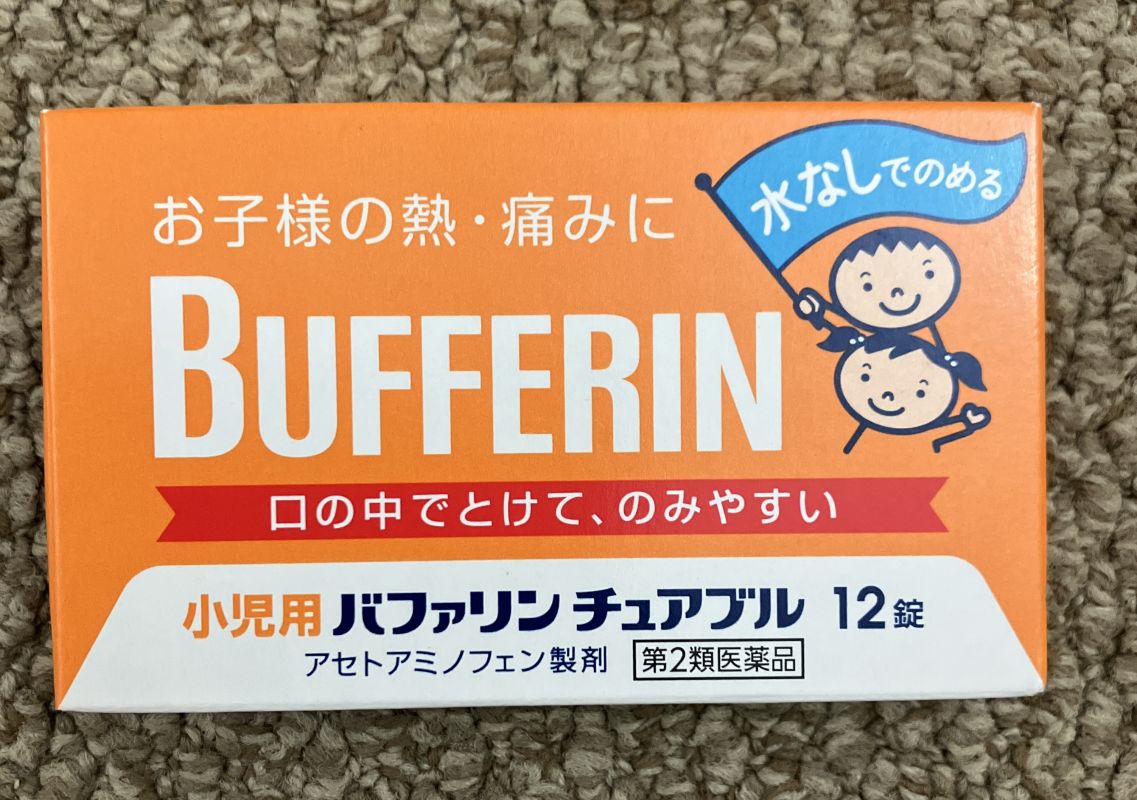 水なしでのめる
お子様の熱・痛みに
BUFFERIN
口の中でとけて、のみやすい
小児用 バファリン チュアブル 12錠
アセトアミノフェン製剤 第2類医薬品